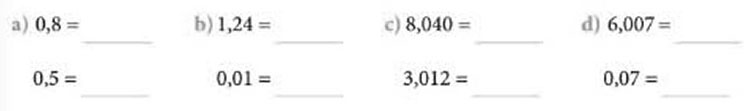 a) 0,8 = b) 1,24 = c) 8,040 = d) 6,007 =
0,5 = 0,01 = 3,012 = 0,07 =